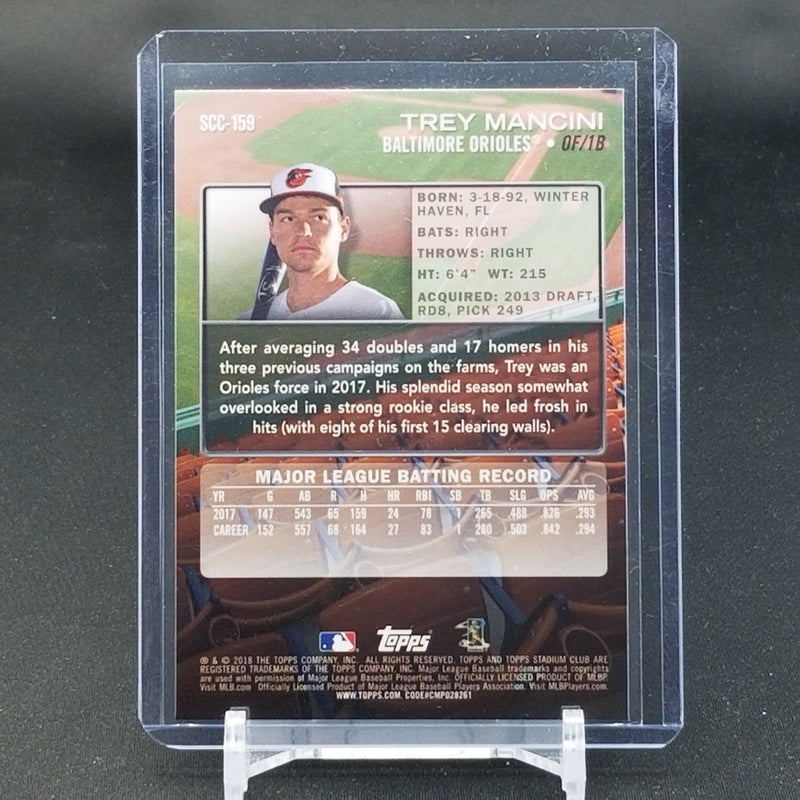 SCC-159
TREY MANCINI
BALTIMORE ORIOLES® • OF/1B
BORN: 3-18-92, WINTER
HAVEN, FL
BATS: RIGHT
THROWS: RIGHT
HT: 6'4" WT: 215
ACQUIRED: 2013 DRAFT,
RD8, PICK 249
After averaging 34 doubles and 17 homers in his
three previous campaigns on the farms, Trey was an
Orioles force in 2017. His splendid season somewhat
overlooked in a strong rookie class, he led frosh in
hits (with eight of his first 15 clearing walls).
MAJOR LEAGUE BATTING RECORD
YR G AB R H HR RBI SB TB SLG OPS AVG
2017 147 543 65 159 24 78 1 265 .488 .826 .293
CAREER 152 557 68 164 27 83 1 280 .503 .842 .294
Topps
® & © 2018 THE TOPPS COMPANY, INC. ALL RIGHTS RESERVED. TOPPS AND TOPPS STADIUM CLUB ARE
REGISTERED TRADEMARKS OF THE TOPPS COMPANY, INC. Major League Baseball trademarks and copyrights
are used with permission of Major League Baseball Properties, Inc. OFFICIALLY LICENSED PRODUCT OF MLBP.
Visit MLB.com Officially Licensed Product of Major League Baseball Players Association. Visit MLBPlayers.com.
WWW.TOPPS.COM. CODE#CMP028261